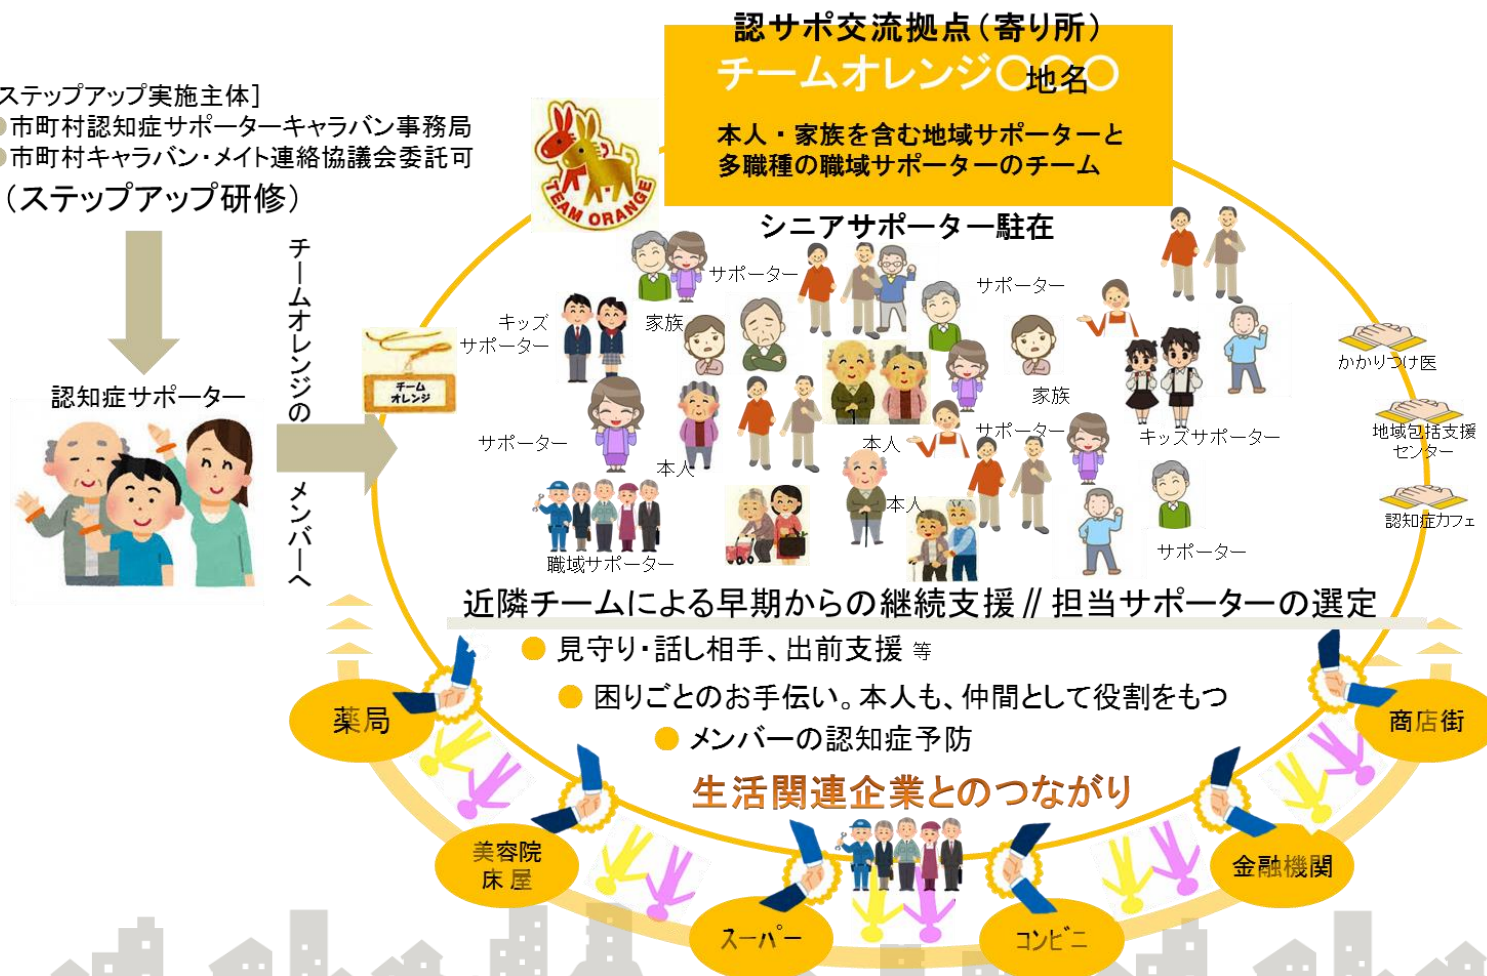 認サポ交流拠点（寄り所）
チームオレンジ〇〇〇
地名
本人・家族を含む地域サポーターと
多職種の職域サポーターのチーム
TEAM ORANGE
ステップアップ実施主体］
●市町村認知症サポーターキャラバン事務局
●市町村キャラバン・メイト連絡協議会委託可
（ステップアップ研修）
認知症サポーター
チームオレンジの
メンバーへ
チーム
オレンジ
シニアサポーター駐在
サポーター
サポーター
キッズ
サポーター
家族
家族
サポーター
本人
本人
サポーター
キッズサポーター
本人
職域サポーター
サポーター
かかりつけ医
地域包括支援
センター
認知症カフェ
近隣チームによる早期からの継続支援 // 担当サポーターの選定
●見守り・話し相手、出前支援 等
●困りごとのお手伝い。本人も、仲間として役割をもつ
●メンバーの認知症予防
生活関連企業とのつながり
薬局
美容院
床屋
スーパー
コンビニ
金融機関
商店街